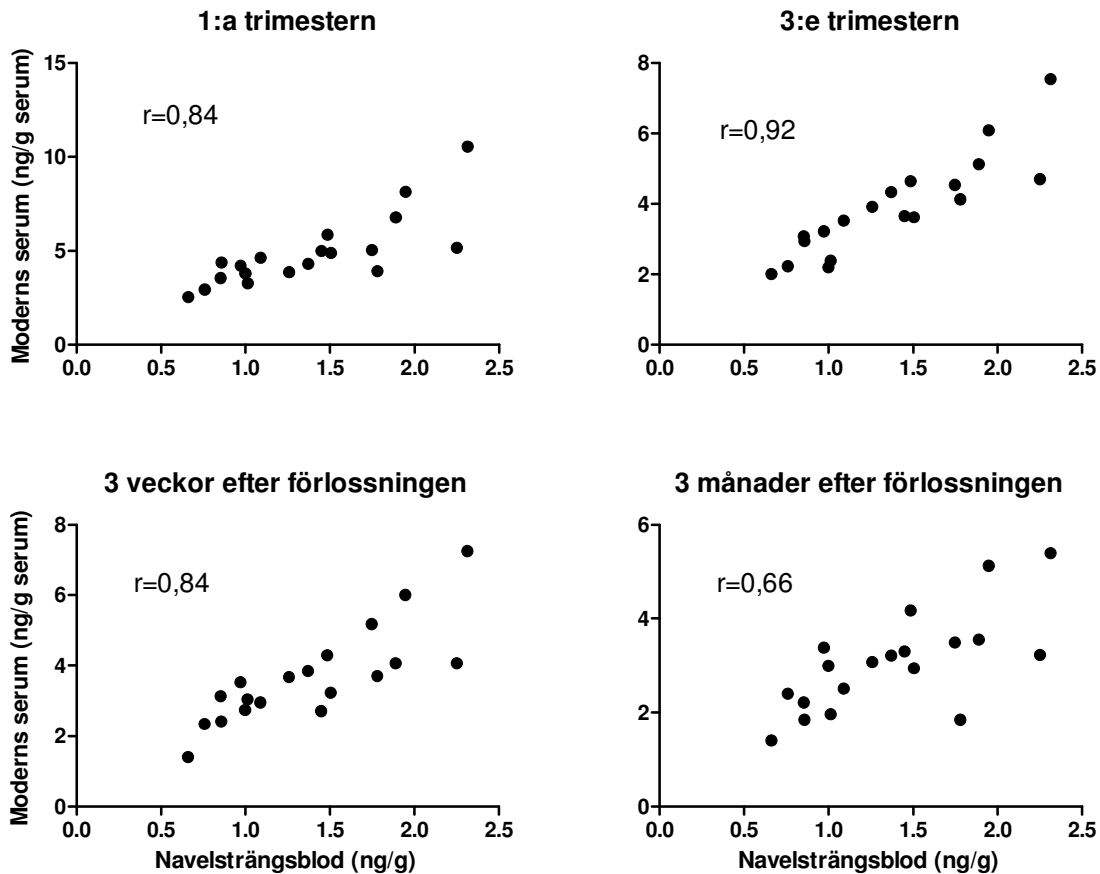 1:a trimestern
Moderns serum (ng/g serum)
15
10
5
0
r=0,84
0.0 0.5 1.0 1.5 2.0 2.5
3:e trimestern
8
6
4
2
0
r=0,92
0.0 0.5 1.0 1.5 2.0 2.5
3 veckor efter förlossningen
Moderns serum (ng/g serum)
8
6
4
2
0
r=0,84
0.0 0.5 1.0 1.5 2.0 2.5
Navelsträngsblod (ng/g)
3 månader efter förlossningen
6
4
2
0
r=0,66
0.0 0.5 1.0 1.5 2.0 2.5
Navelsträngsblod (ng/g)